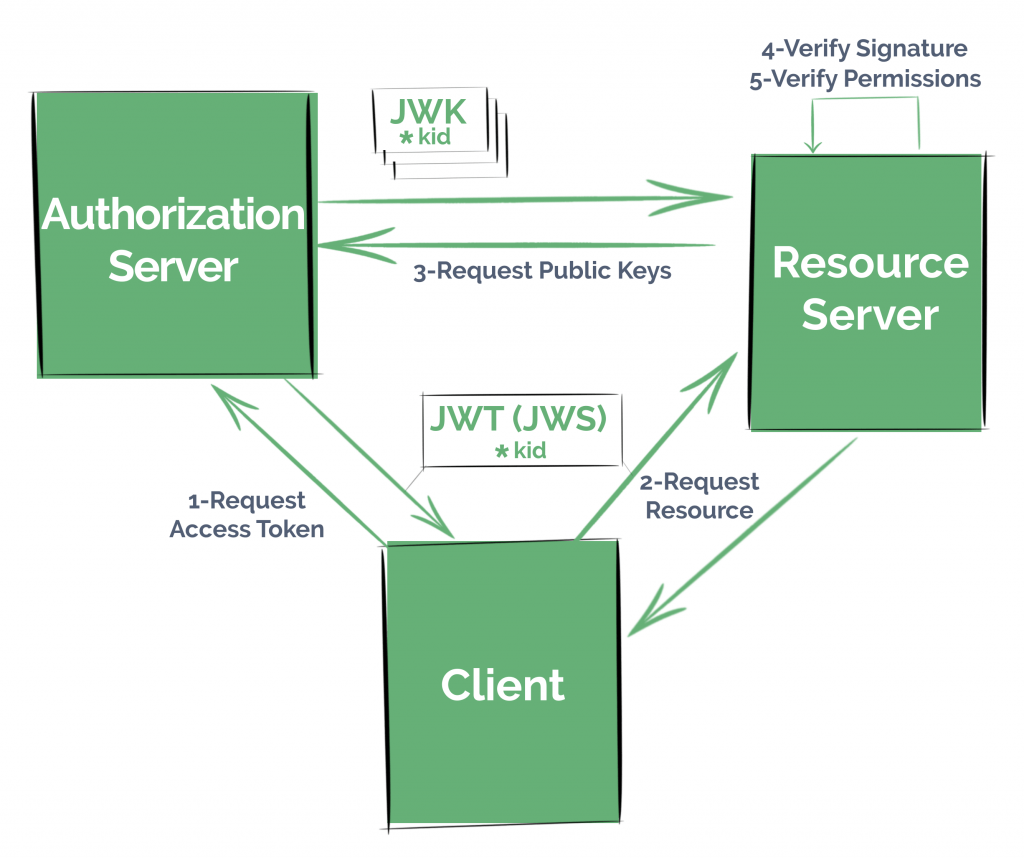 4-Verify Signature
5-Verify Permissions
JWK
* kid
Authorization
Server
3-Request Public Keys
Resource
Server
JWT (JWS)
* kid
1-Request
Access Token
2-Request
Resource
Client